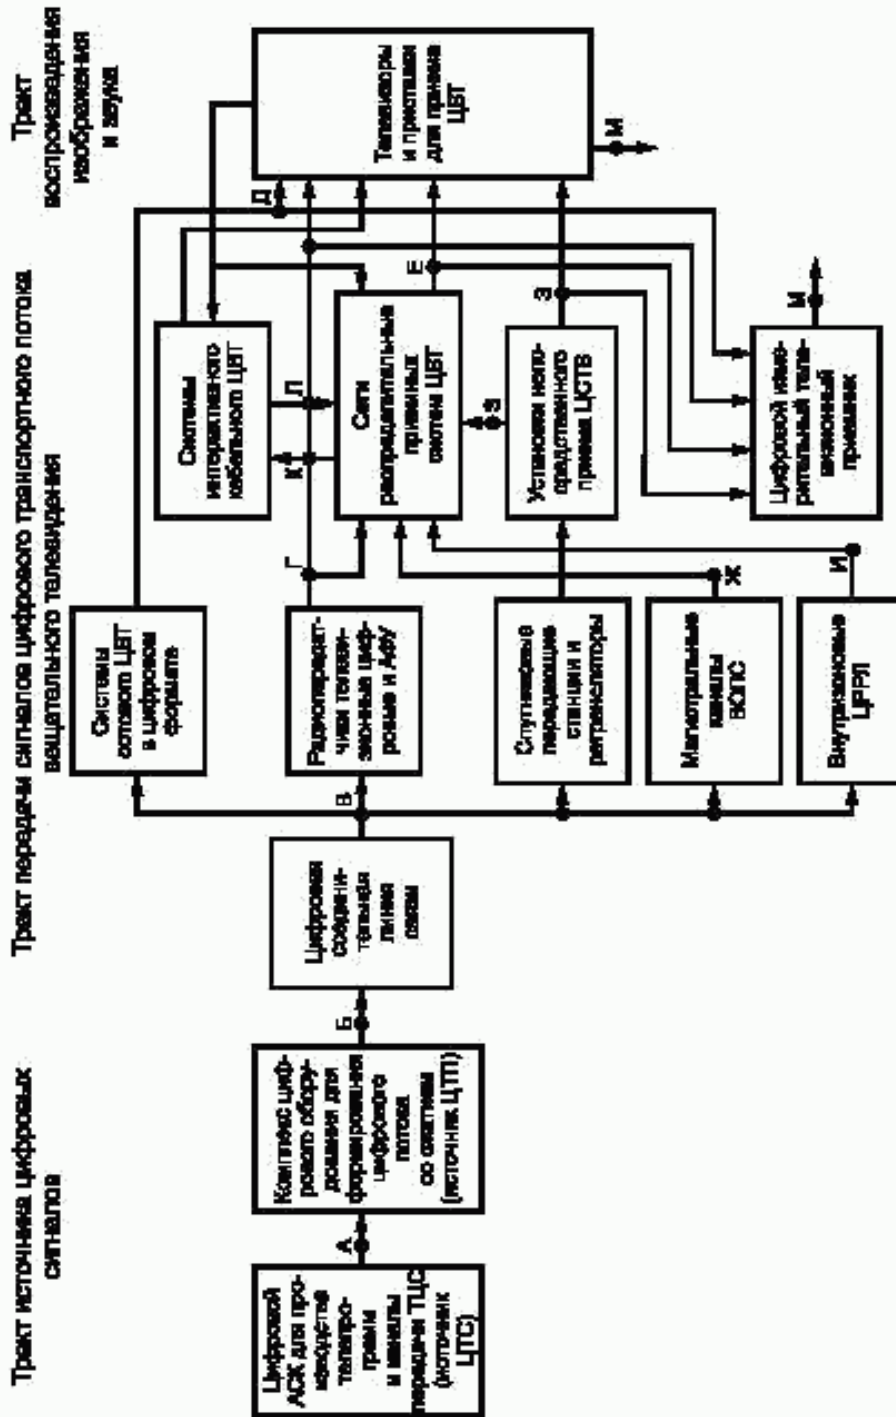 Тракт источника цифровых
сигналов
Тракт передачи сигналов цифрового транспортного потока
вещательного телевидения
Тракт
воспроизведения
изображения
и звука
Цифровой
АСК для про-
изводства
телепро-
грамм
и каналы
передачи ТЦС
(источник
ЦТС)
А
Комплекс циф-
рового обору-
дования для
формирования
цифрового
потока
со сжатием
(источник ЦТП)
Б
Цифровая
соедини-
тельная
линия
связи
В
Системы
сотового ЦВТ
в цифровом
формате
Радиопередат-
чики телеви-
зионные циф-
ровые и АФУ
Спутниковые
передающие
станции и
ретрансляторы
Магистральные
каналы
ВОЛС
Внутризоновые
ЦРРЛ
Г
Ж
И
Системы
интерактивного
кабельного ЦВТ
К
Л
Сети
распределительные
приемных
систем ЦВТ
З
Установки непо-
средственного
приема ЦСТВ
Цифровой изме-
рительный теле-
визионный
приемник
Д
Е
З
М
Телевизоры
и приставки
для приема
ЦВТ
М